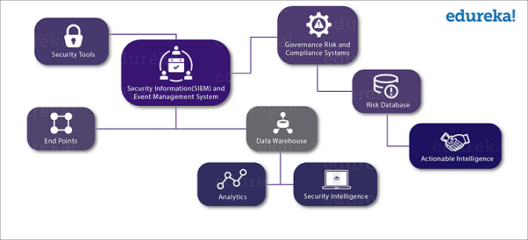 edureka!
Security Tools
Governance Risk and
Compliance Systems
Security Information(SIEM) and
Event Management System
Risk Database
End Points
Data Warehouse
Actionable Intelligence
Analytics
Security Intelligence